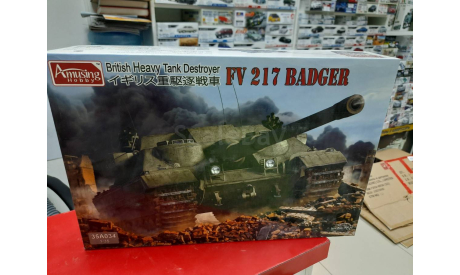 Amusing
HOBBY
British Heavy Tank Destroyer
イギリス重駆逐戦車
FV 217 BADGER
35A034